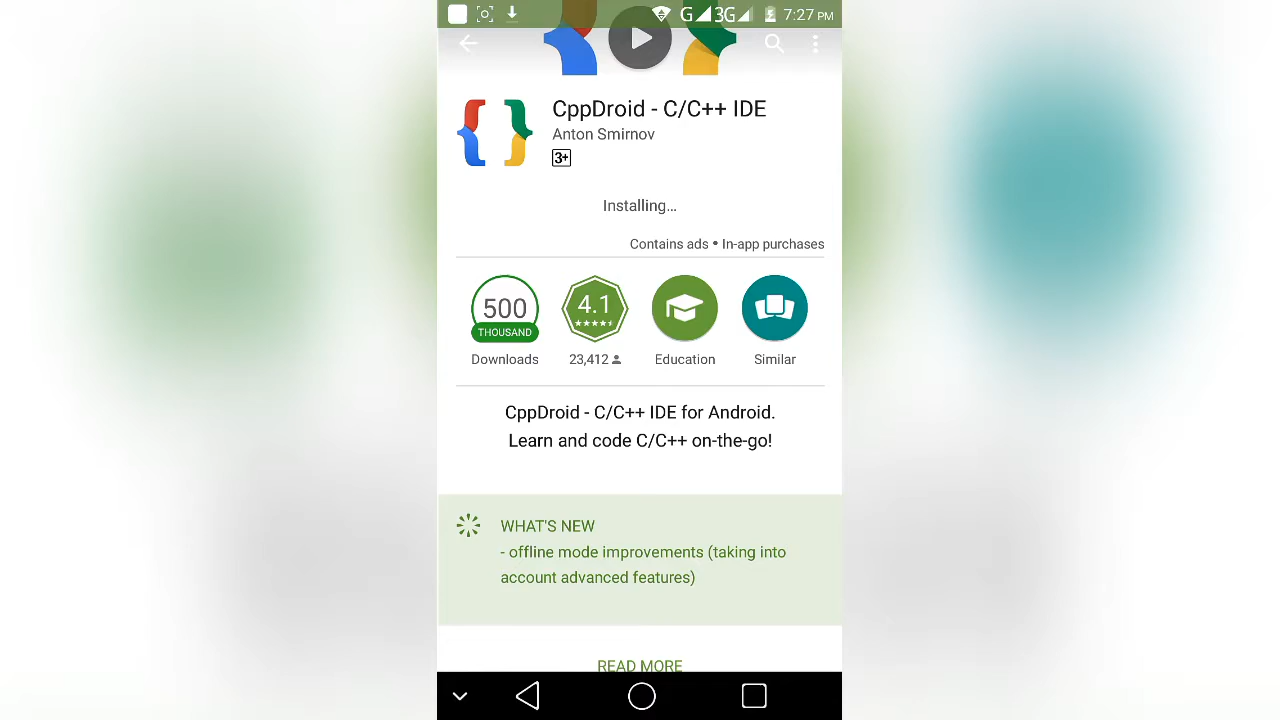 G 3G 7:27 PM
CppDroid - C/C++ IDE
Anton Smirnov
3+
Installing…
Contains ads • In-app purchases
500
THOUSAND
Downloads
4.1
23,412
Education
Similar
CppDroid - C/C++ IDE for Android.
Learn and code C/C++ on-the-go!
WHAT'S NEW
- offline mode improvements (taking into
account advanced features)
READ MORE